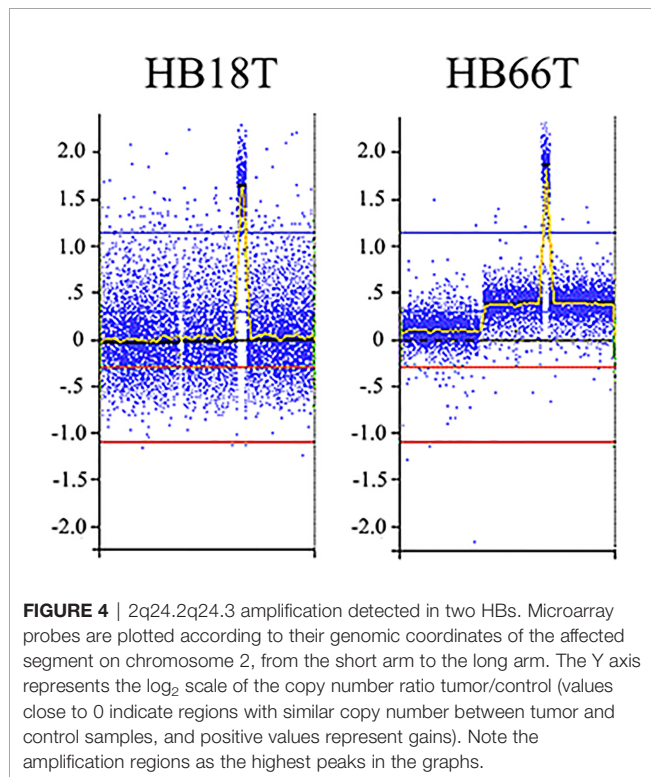 HB18T
HB66T
2.0
1.5
1.0
.5
0
-.5
-1.0
-1.5
-2.0
2.0
1.5
1.0
.5
0
-.5
-1.0
-1.5
-2.0
FIGURE 4 | 2q24.2q24.3 amplification detected in two HBs. Microarray
probes are plotted according to their genomic coordinates of the affected
segment on chromosome 2, from the short arm to the long arm. The Y axis
represents the log₂ scale of the copy number ratio tumor/control (values
close to 0 indicate regions with similar copy number between tumor and
control samples, and positive values represent gains). Note the
amplification regions as the highest peaks in the graphs.